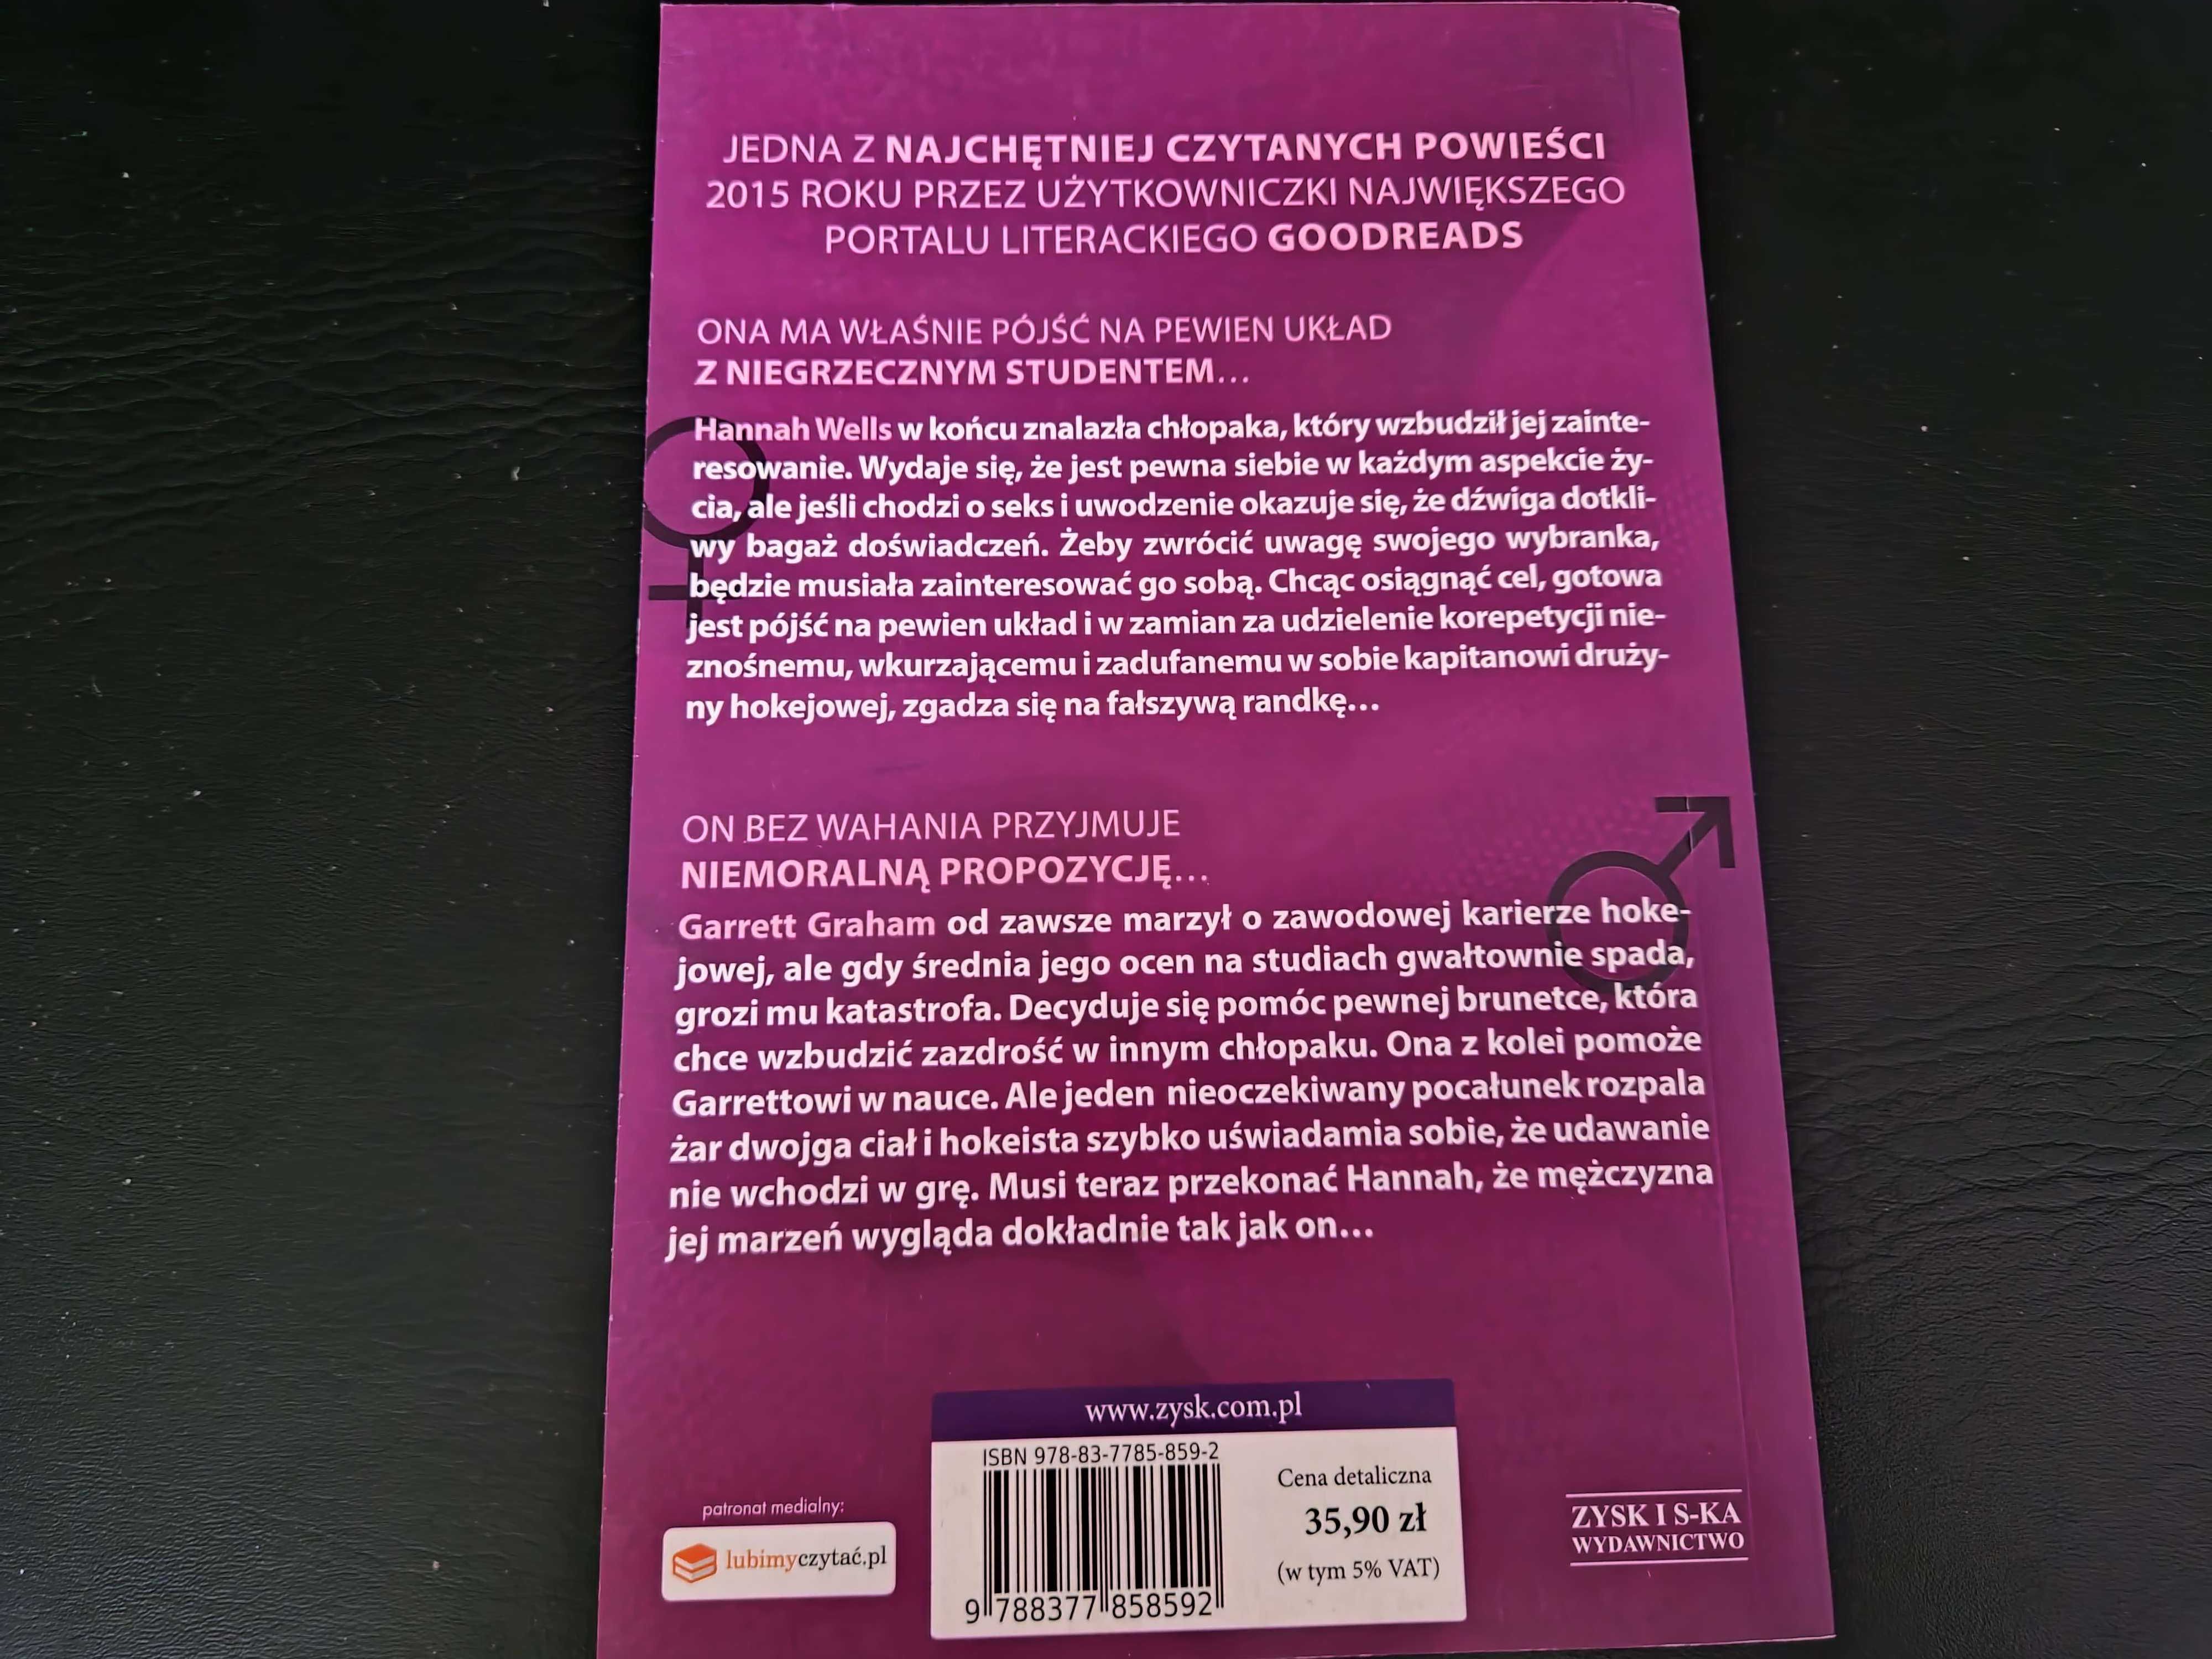 JEDNA Z NAJCHĘTNIEJ CZYTANYCH POWIEŚCI
2015 ROKU PRZEZ UŻYTKOWNICZKI NAJWIĘKSZEGO
PORTALU LITERACKIEGO GOODREADS
ONA MA WŁAŚNIE PÓJŚĆ NA PEWIEN UKŁAD
Z NIEGRZECZNYM STUDENTEM...
Hannah Wells w końcu znalazła chłopaka, który wzbudził jej zainte-
resowanie. Wydaje się, że jest pewna siebie w każdym aspekcie ży-
cia, ale jeśli chodzi o seks i uwodzenie okazuje się, że dźwiga dotkli-
wy bagaż doświadczeń. Żeby zwrócić uwagę swojego wybranka,
będzie musiała zainteresować go sobą. Chcąc osiągnąć cel, gotowa
jest pójść na pewien układ i w zamian za udzielenie korepetycji nie-
znośnemu, wkurzającemu i zadufanemu w sobie kapitanowi druży-
ny hokejowej, zgadza się na fałszywą randkę...
ON BEZ WAHANIA PRZYJMUJE
NIEMORALNĄ PROPOZYCJĘ...
Garrett Graham od zawsze marzył o zawodowej karierze hoke-
jowej, ale gdy średnia jego ocen na studiach gwałtownie spada,
grozi mu katastrofa. Decyduje się pomóc pewnej brunetce, która
chce wzbudzić zazdrość w innym chłopaku. Ona z kolei pomoże
Garrettowi w nauce. Ale jeden nieoczekiwany pocałunek rozpala
żar dwojga ciał i hokeista szybko uświadamia sobie, że udawanie
nie wchodzi w grę. Musi teraz przekonać Hannah, że mężczyzna
jej marzeń wygląda dokładnie tak jak on...
www.zysk.com.pl
ISBN 978-83-7785-859-2
9 788377 858592
Cena detaliczna
35,90 zł
(w tym 5% VAT)
patronat medialny:
lubimyczytać.pl
ZYSK I S-KA
WYDAWNICTWO